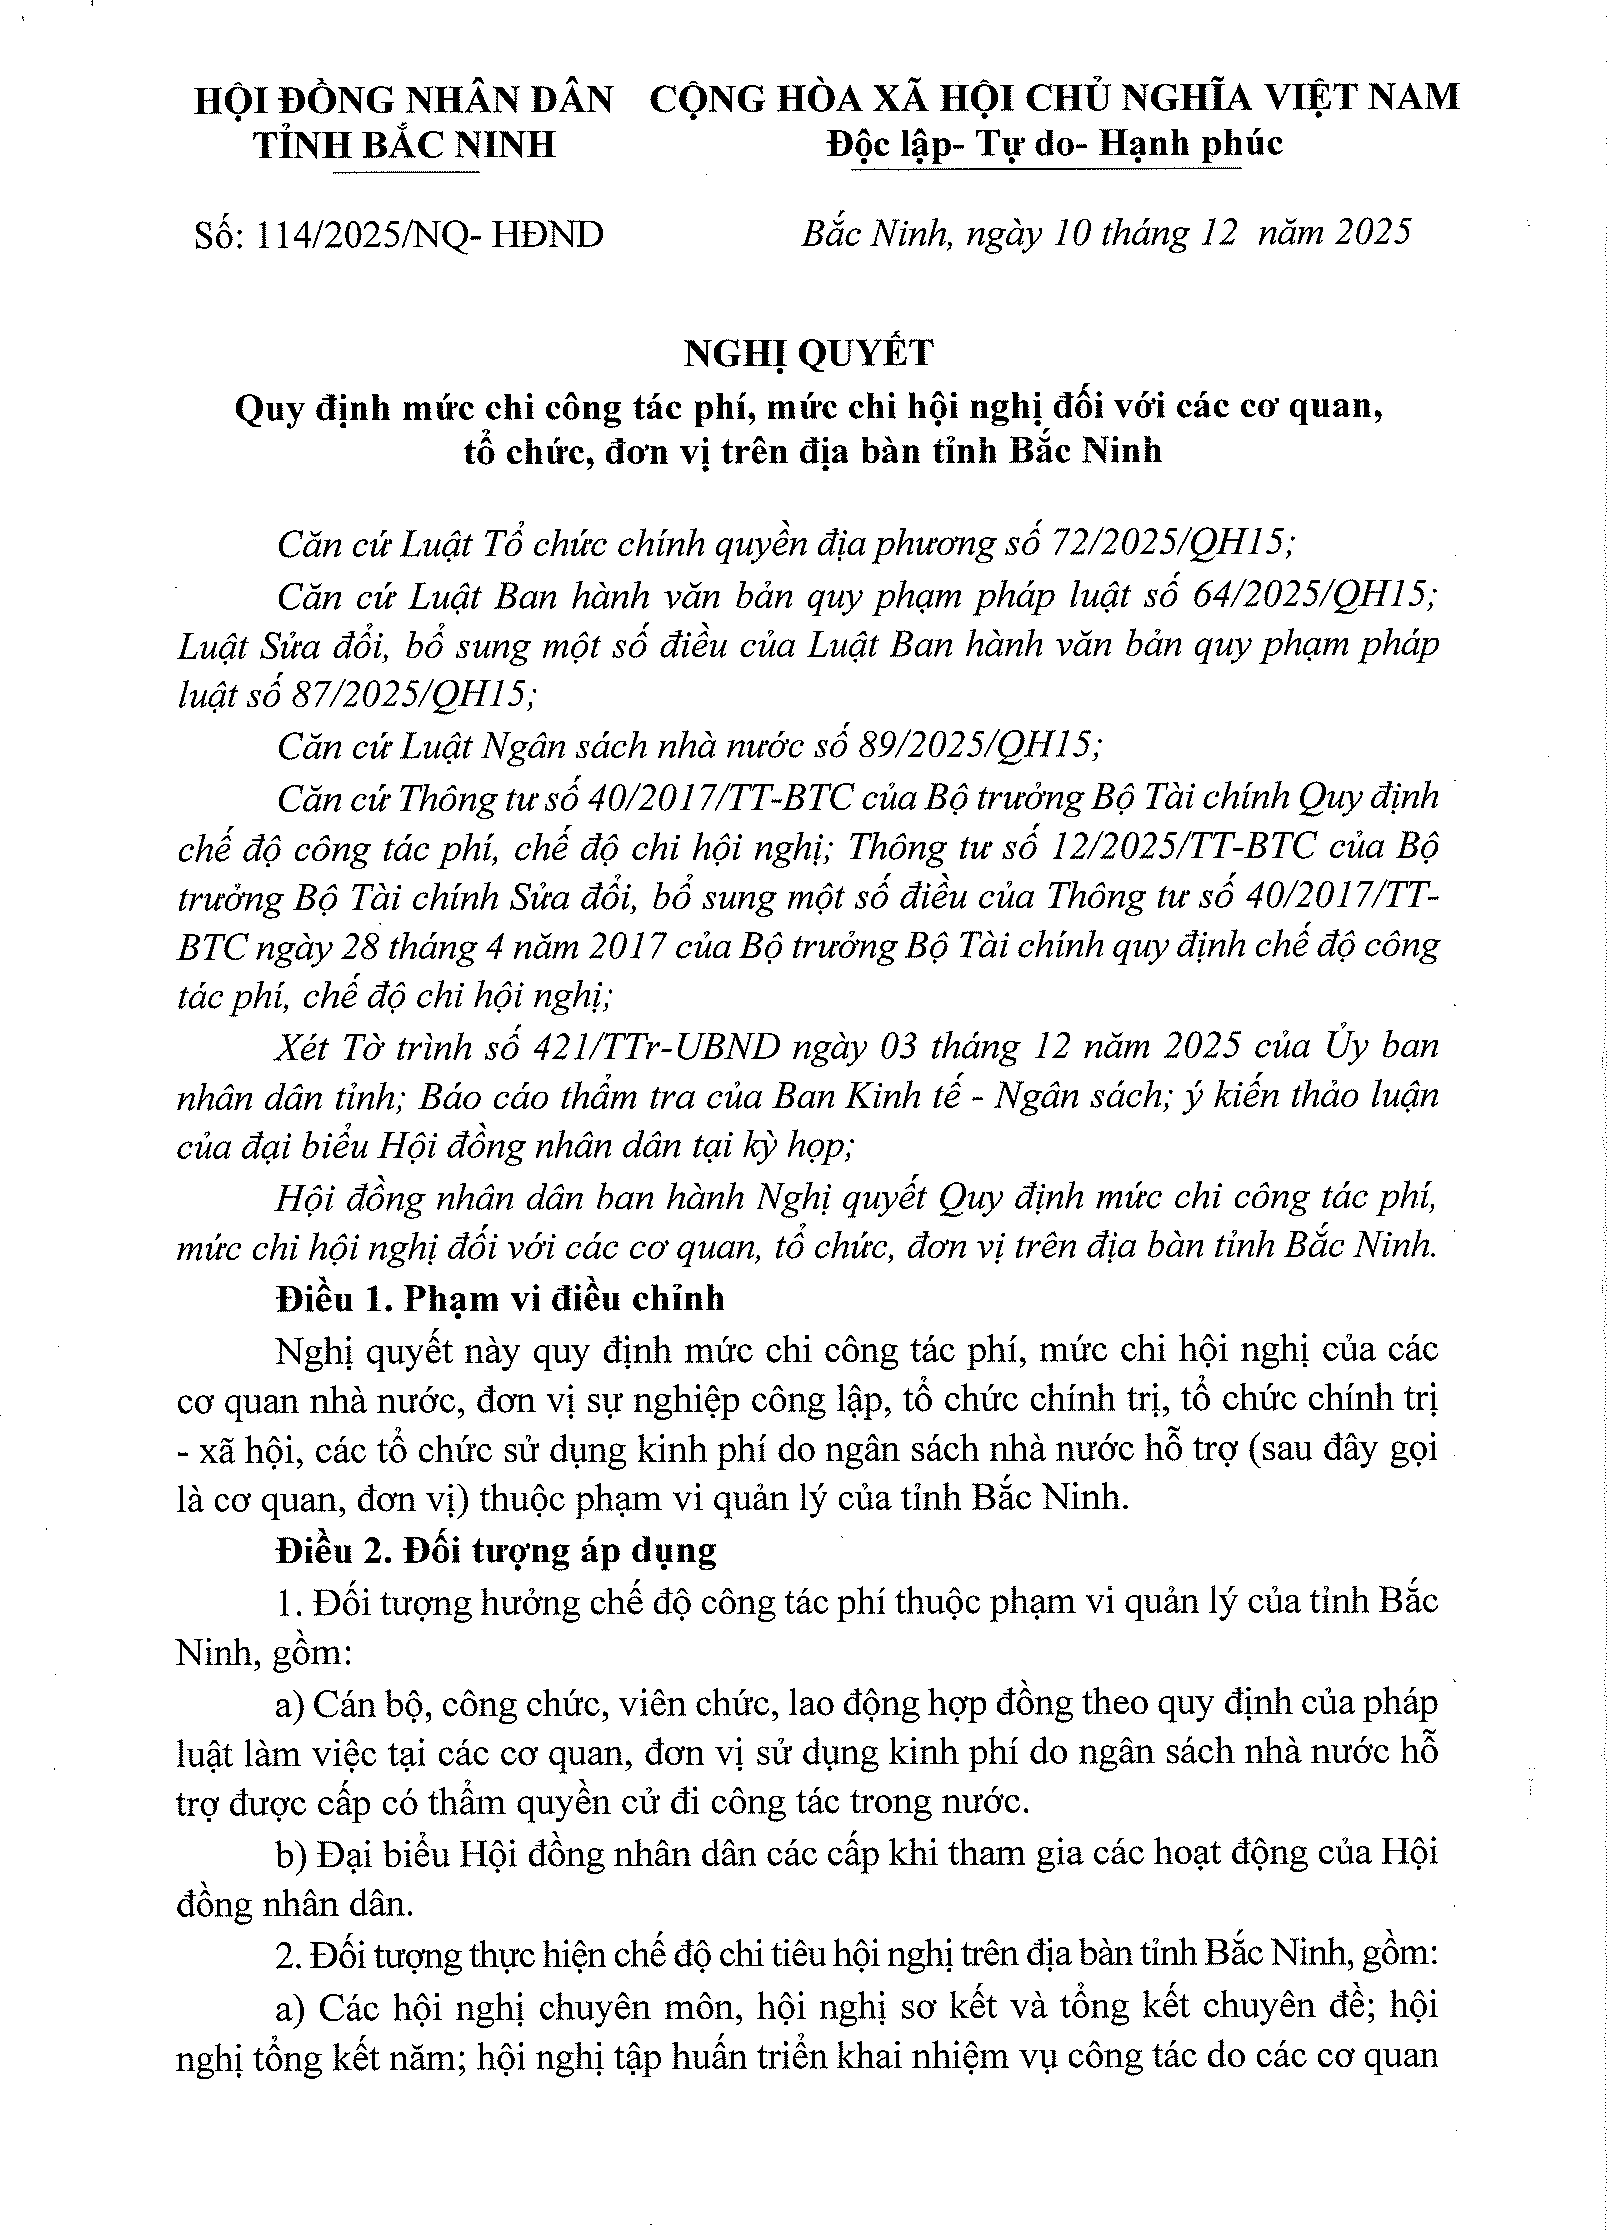 HỘI ĐỒNG NHÂN DÂN
TỈNH BẮC NINH
CỘNG HÒA XÃ HỘI CHỦ NGHĨA VIỆT NAM
Độc lập- Tự do- Hạnh phúc
Số: 114/2025/NQ- HĐND
Bắc Ninh, ngày 10 tháng 12 năm 2025
NGHỊ QUYẾT
Quy định mức chi công tác phí, mức chi hội nghị đối với các cơ quan,
tổ chức, đơn vị trên địa bàn tỉnh Bắc Ninh
Căn cứ Luật Tổ chức chính quyền địa phương số 72/2025/QH15;
Căn cứ Luật Ban hành văn bản quy phạm pháp luật số 64/2025/QH15;
Luật Sửa đổi, bổ sung một số điều của Luật Ban hành văn bản quy phạm pháp
luật số 87/2025/QH15;
Căn cứ Luật Ngân sách nhà nước số 89/2025/QH15;
Căn cứ Thông tư số 40/2017/TT-BTC của Bộ trưởng Bộ Tài chính Quy định
chế độ công tác phí, chế độ chi hội nghị; Thông tư số 12/2025/TT-BTC của Bộ
trưởng Bộ Tài chính Sửa đổi, bổ sung một số điều của Thông tư số 40/2017/TT-
BTC ngày 28 tháng 4 năm 2017 của Bộ trưởng Bộ Tài chính quy định chế độ công
tác phí, chế độ chi hội nghị;
Xét Tờ trình số 421/TTr-UBND ngày 03 tháng 12 năm 2025 của Ủy ban
nhân dân tỉnh; Báo cáo thẩm tra của Ban Kinh tế - Ngân sách; ý kiến thảo luận
của đại biểu Hội đồng nhân dân tại kỳ họp;
Hội đồng nhân dân ban hành Nghị quyết Quy định mức chi công tác phí,
mức chi hội nghị đối với các cơ quan, tổ chức, đơn vị trên địa bàn tỉnh Bắc Ninh.
Điều 1. Phạm vi điều chỉnh
Nghị quyết này quy định mức chi công tác phí, mức chi hội nghị của các
cơ quan nhà nước, đơn vị sự nghiệp công lập, tổ chức chính trị, tổ chức chính trị
- xã hội, các tổ chức sử dụng kinh phí do ngân sách nhà nước hỗ trợ (sau đây gọi
là cơ quan, đơn vị) thuộc phạm vi quản lý của tỉnh Bắc Ninh.
Điều 2. Đối tượng áp dụng
1. Đối tượng hưởng chế độ công tác phí thuộc phạm vi quản lý của tỉnh Bắc
Ninh, gồm:
a) Cán bộ, công chức, viên chức, lao động hợp đồng theo quy định của pháp
luật làm việc tại các cơ quan, đơn vị sử dụng kinh phí do ngân sách nhà nước hỗ
trợ được cấp có thẩm quyền cử đi công tác trong nước.
b) Đại biểu Hội đồng nhân dân các cấp khi tham gia các hoạt động của Hội
đồng nhân dân.
2. Đối tượng thực hiện chế độ chi tiêu hội nghị trên địa bàn tỉnh Bắc Ninh, gồm:
a) Các hội nghị chuyên môn, hội nghị sơ kết và tổng kết chuyên đề; hội
nghị tổng kết năm; hội nghị tập huấn triển khai nhiệm vụ công tác do các cơ quan